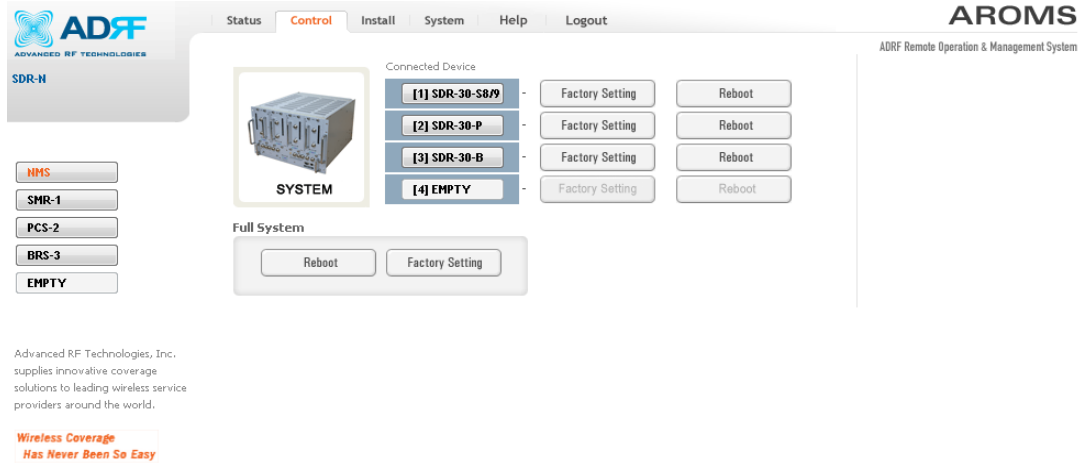 ADRF
ADVANCED RF TECHNOLOGIES
Status Control Install System Help Logout
AROMS
ADRF Remote Operation & Management System
SDR-N
Connected Device
[1] SDR-30-S8/9 - Factory Setting Reboot
[2] SDR-30-P - Factory Setting Reboot
[3] SDR-30-B - Factory Setting Reboot
[4] EMPTY - Factory Setting Reboot
SYSTEM
NMS
SMR-1
PCS-2
BRS-3
EMPTY
Full System
Reboot Factory Setting
Advanced RF Technologies, Inc.
supplies innovative coverage
solutions to leading wireless service
providers around the world.
Wireless Coverage
Has Never Been So Easy